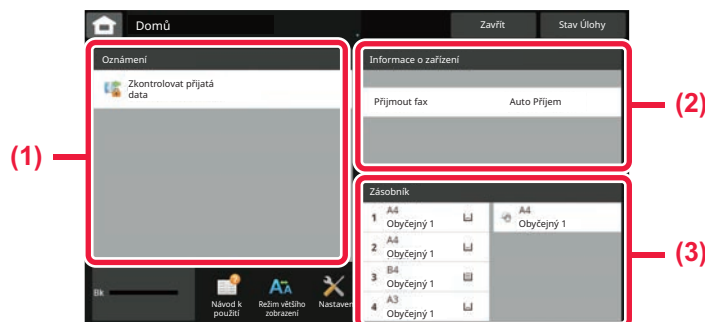 Domů
Zavřít
Stav Úlohy
Oznámení
Zkontrolovat přijatá
data
Informace o zařízení
Přijmout fax
Auto Příjem
(1)
(2)
Zásobník
1 A4
Obyčejný 1
2 A4
Obyčejný 1
3 B4
Obyčejný 1
4 A3
Obyčejný 1
A4
Obyčejný 1
(3)
Bk
Návod k
použití
Režim většího
zobrazení
Nastaven